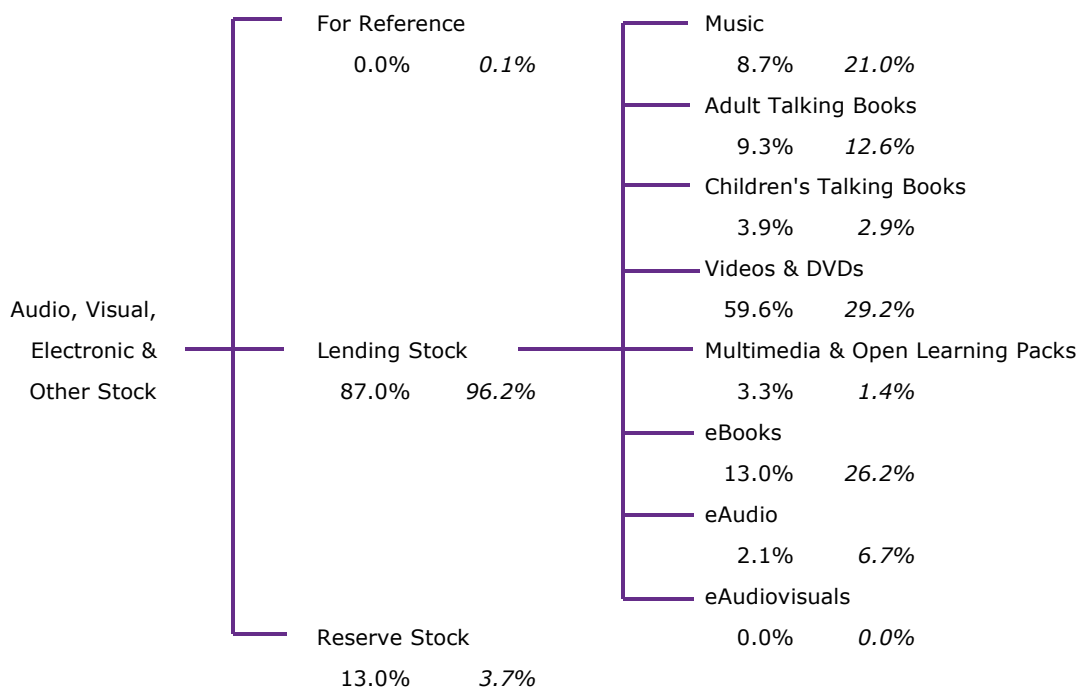 For Reference
0.0% 0.1%
Music
8.7% 21.0%
Adult Talking Books
9.3% 12.6%
Children's Talking Books
3.9% 2.9%
Videos & DVDs
59.6% 29.2%
Audio, Visual,
Electronic &
Other Stock
Lending Stock
87.0% 96.2%
Multimedia & Open Learning Packs
3.3% 1.4%
eBooks
13.0% 26.2%
eAudio
2.1% 6.7%
eAudiovisuals
0.0% 0.0%
Reserve Stock
13.0% 3.7%